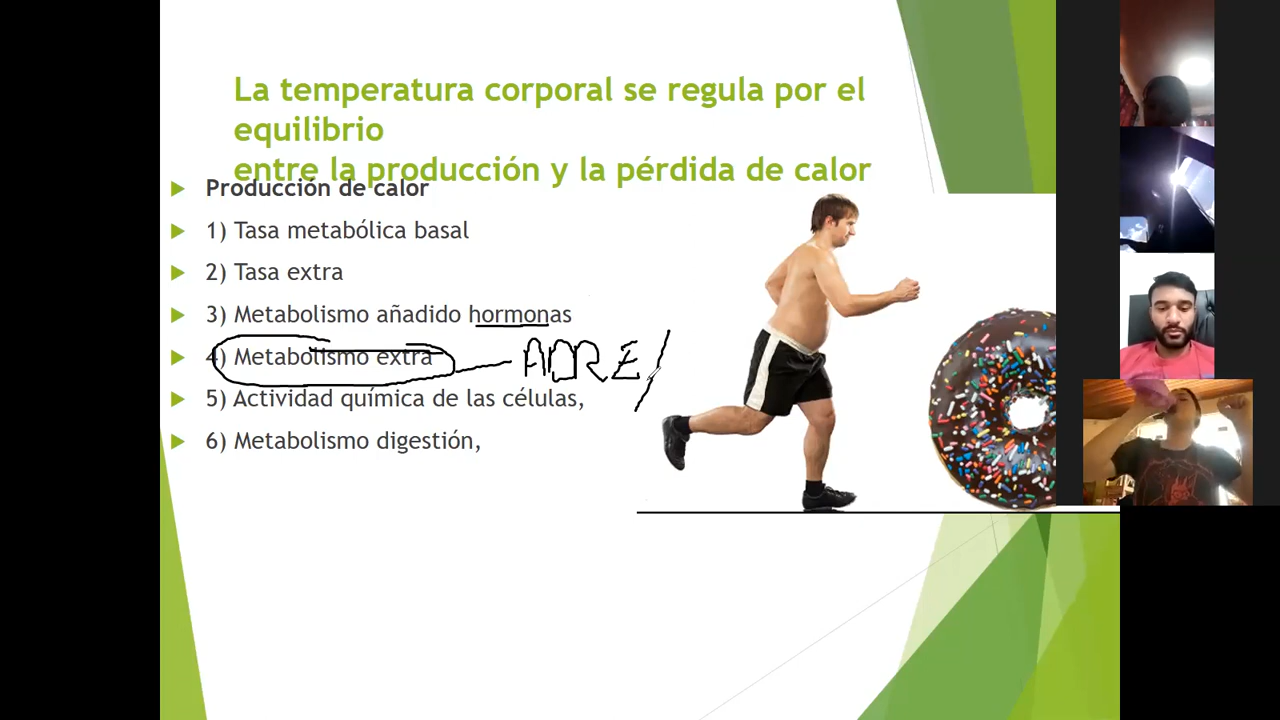 La temperatura corporal se regula por el
equilibrio
entre la producción y la pérdida de calor
Producción de calor
1) Tasa metabólica basal
2) Tasa extra
3) Metabolismo añadido hormonas
4) Metabolismo extra ADRE/
5) Actividad química de las células,
6) Metabolismo digestión,